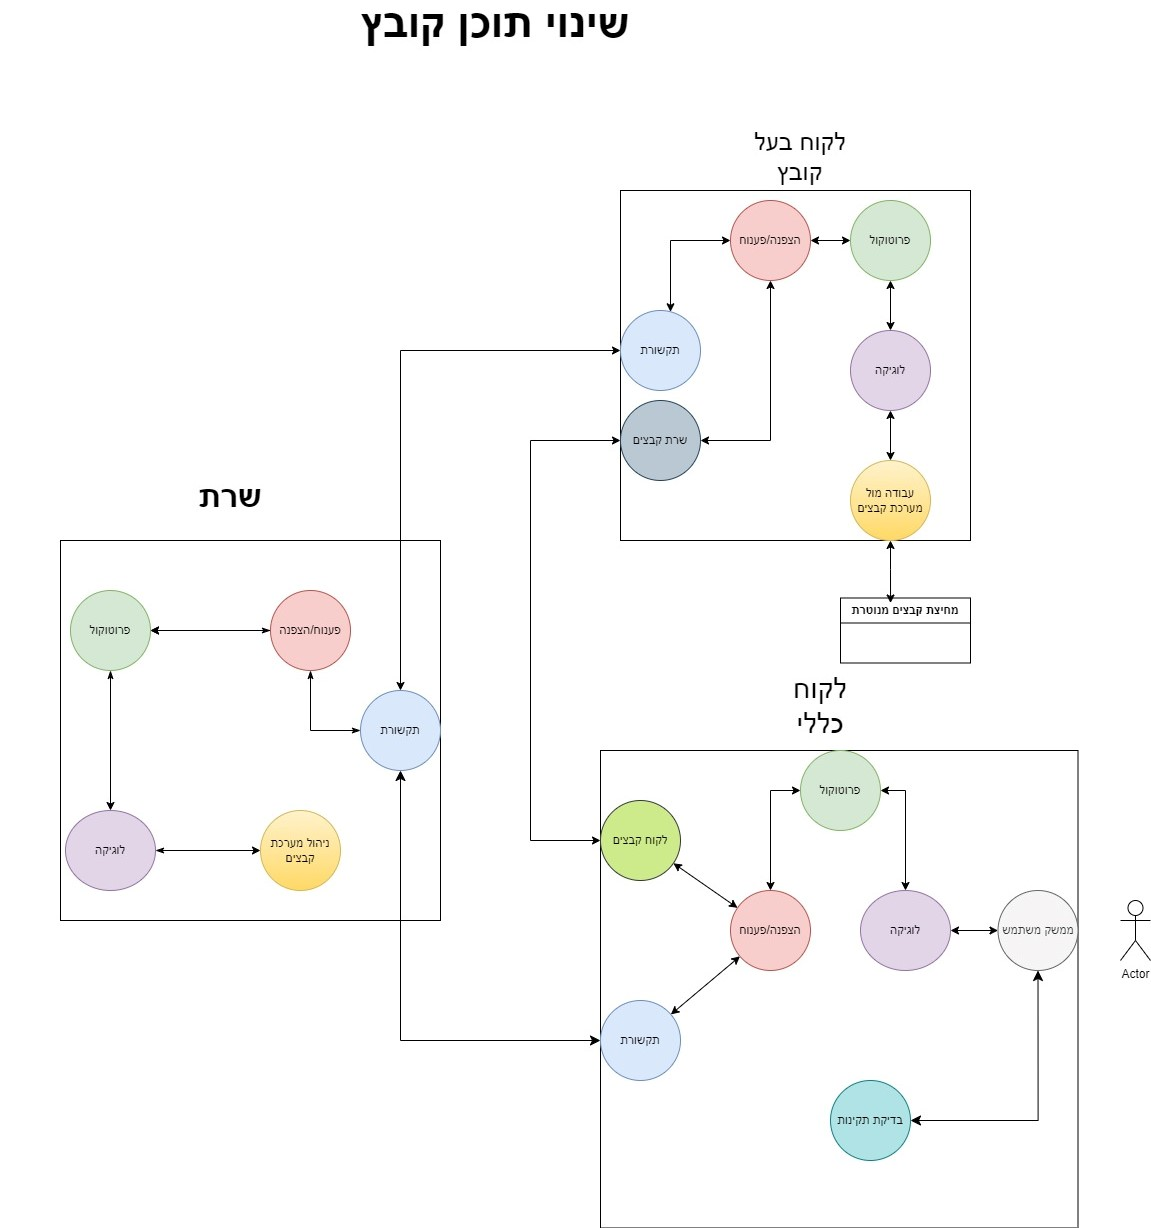 שינוי תוכן קובץ
לקוח בעל
קובץ
הצפנה/פענוח
פרוטוקול
תקשורת
לוגיקה
שרת קבצים
עבודה מול
מערכת קבצים
מחיצת קבצים מנוטרת
שרת
פרוטוקול
פענוח/הצפנה
תקשורת
לוגיקה
ניהול מערכת
קבצים
לקוח
כללי
פרוטוקול
לקוח קבצים
הצפנה/פענוח
לוגיקה
ממשק משתמש
Actor
תקשורת
בדיקת תקינות